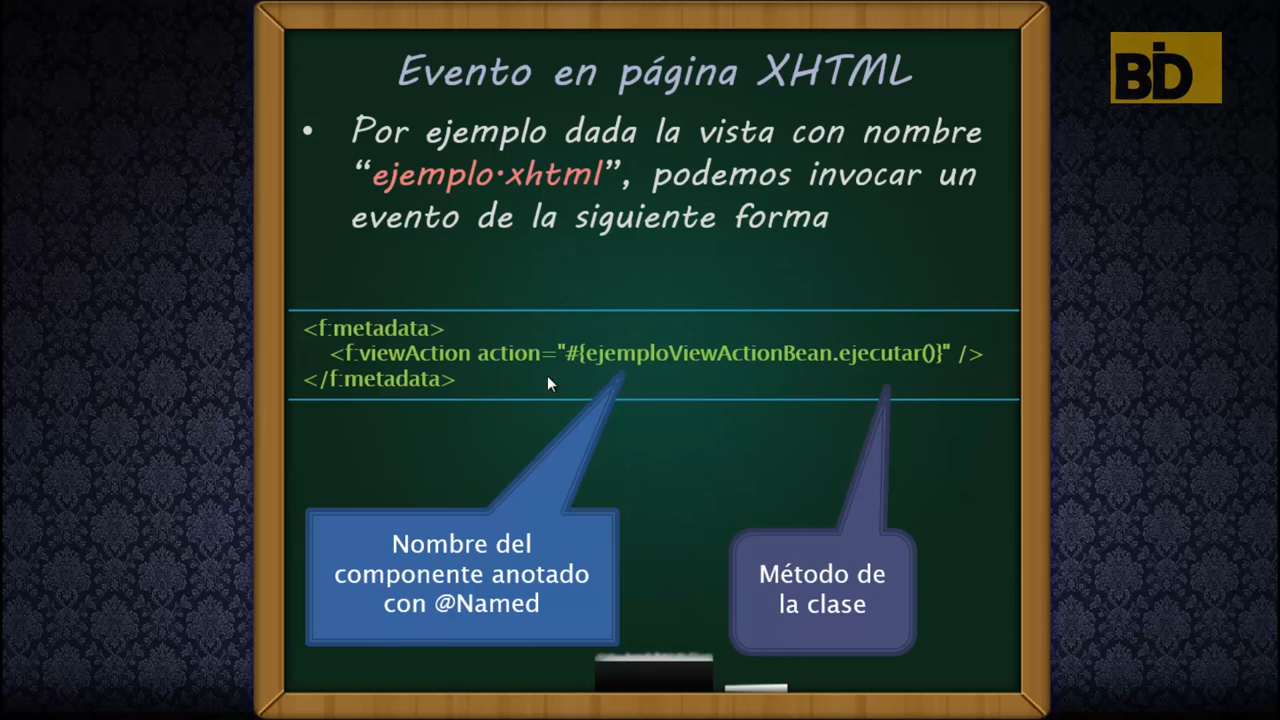 BID
Evento en página XHTML
• Por ejemplo dada la vista con nombre
“ejemplo.xhtml”, podemos invocar un
evento de la siguiente forma
<f:metadata>
<f:viewAction action="#{ejemploViewActionBean.ejecutar()}" />
</f:metadata>
Nombre del
componente anotado
con @Named
Método de
la clase